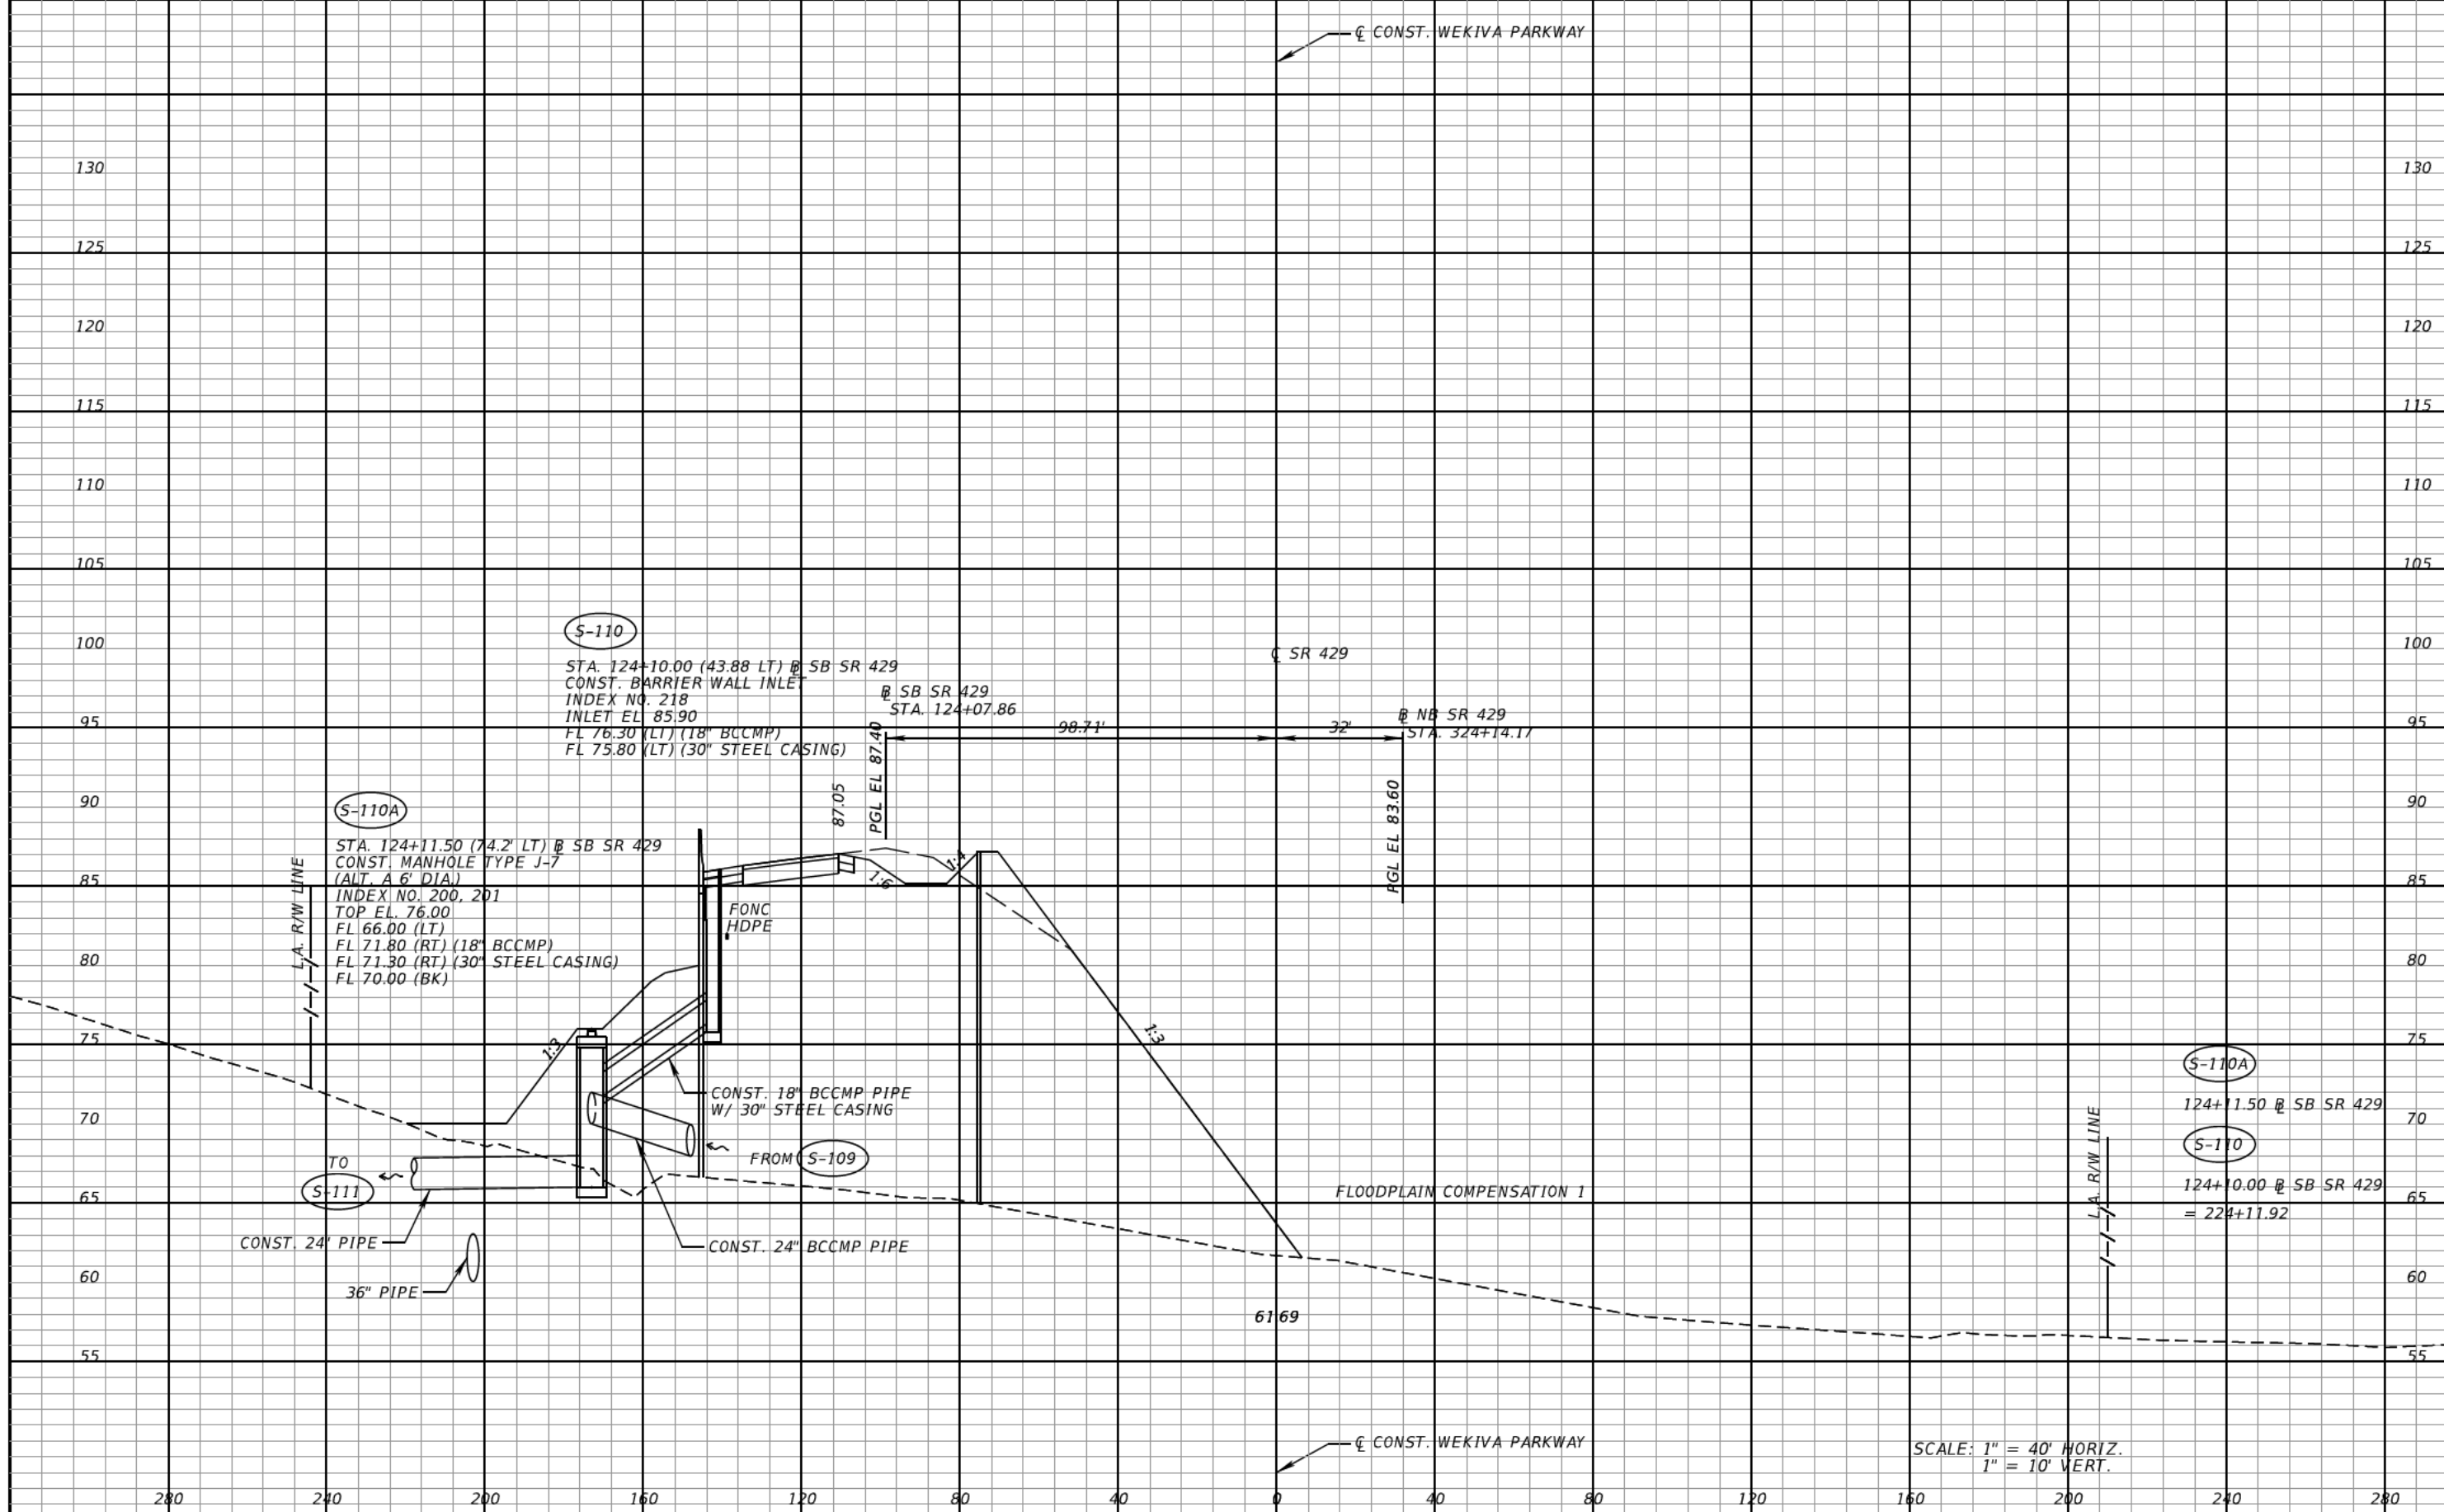 ℄ CONST. WEKIVA PARKWAY
130 130
125 125
120 120
115 115
110 110
105 105
100 100
95 95
90 90
85 85
80 80
75 75
70 70
65 65
60 60
55 55
S-110
STA. 124+10.00 (43.88 LT) BL SB SR 429
CONST. BARRIER WALL INLET
INDEX NO. 218
INLET EL. 85.90
FL 76.30 (LT) (18" BCCMP)
FL 75.80 (LT) (30" STEEL CASING)
℄ SR 429
BL SB SR 429
STA. 124+07.86
98.71'
32'
BL NB SR 429
STA. 324+14.17
PGL EL 87.40
87.05
PGL EL 83.60
S-110A
STA. 124+11.50 (74.2' LT) BL SB SR 429
CONST. MANHOLE TYPE J-7
(ALT. A 6' DIA.)
INDEX NO. 200, 201
TOP EL. 76.00
FL 66.00 (LT)
FL 71.80 (RT) (18" BCCMP)
FL 71.30 (RT) (30" STEEL CASING)
FL 70.00 (BK)
L.A. R/W LINE
1:4
1:6
FONC
HDPE
1:3
1:3
CONST. 18" BCCMP PIPE
W/ 30" STEEL CASING
FROM S-109
TO
S-111
CONST. 24" PIPE
CONST. 24" BCCMP PIPE
36" PIPE
FLOODPLAIN COMPENSATION 1
61.69
L.A. R/W LINE
S-110A
124+11.50 BL SB SR 429
S-110
124+10.00 BL SB SR 429
= 224+11.92
℄ CONST. WEKIVA PARKWAY
SCALE: 1" = 40' HORIZ.
1" = 10' VERT.
280 240 200 160 120 80 40 0 40 80 120 160 200 240 280